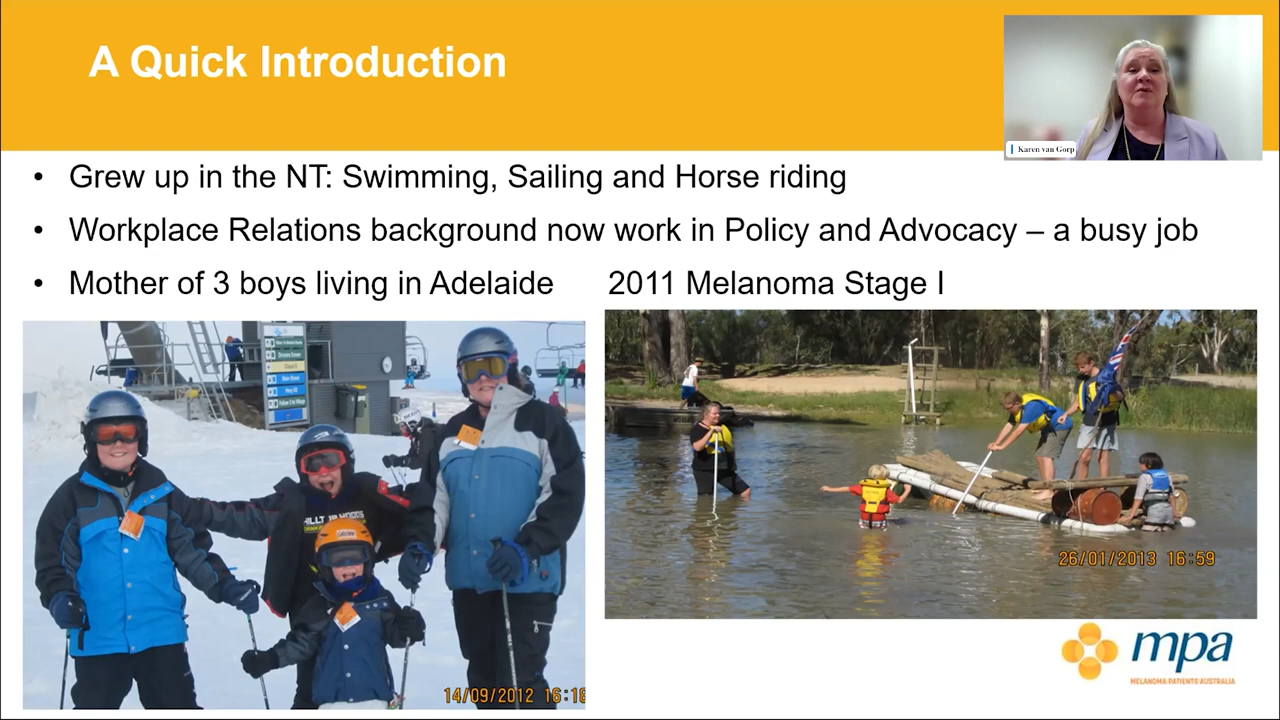 A Quick Introduction
Karen van Gorp
• Grew up in the NT: Swimming, Sailing and Horse riding
• Workplace Relations background now work in Policy and Advocacy – a busy job
• Mother of 3 boys living in Adelaide 2011 Melanoma Stage I
14/09/2012 16:16
26/01/2013 16:59
mpa
MELANOMA PATIENTS AUSTRALIA